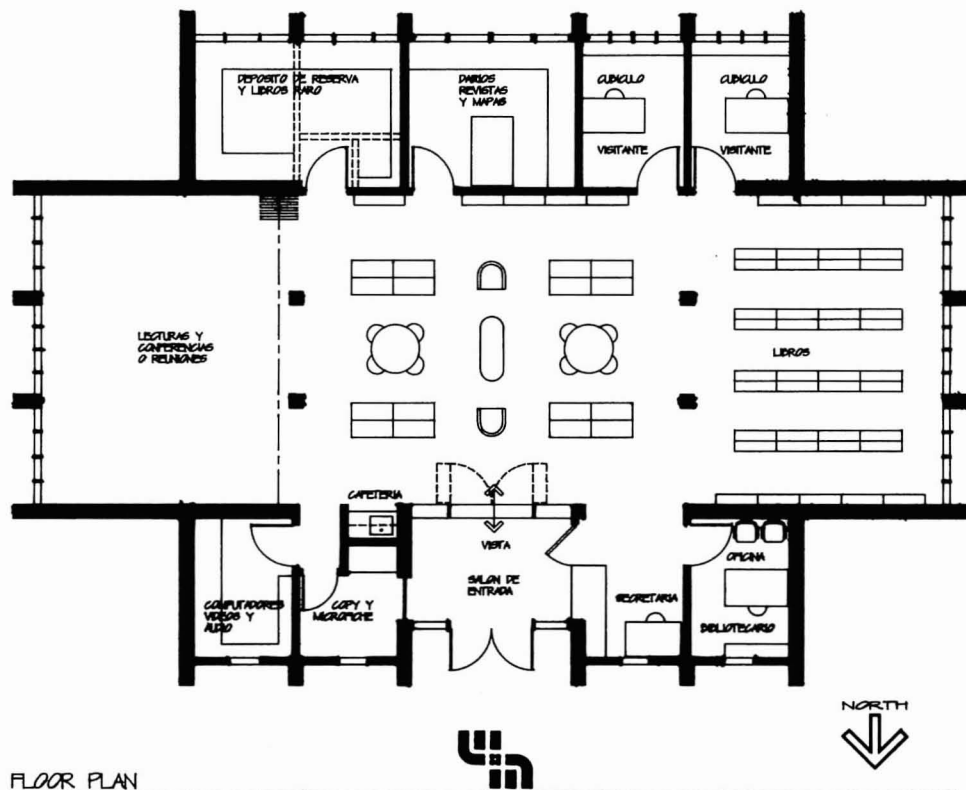 DEPOSITO DE RESERVA
Y LIBROS RARO
DAIRIOS
REVISTAS
Y MAPAS
CUBICULO
VISITANTE
CUBICULO
VISITANTE
LECTURAS Y
CONFERENCIAS
O REUNIONES
LIBROS
CAFETERIA
VISTA
SALON DE
ENTRADA
COMPUTADORES
VIDEOS Y
AUDIO
COPY Y
MICROFICHE
SECRETARIA
OFICINA
BIBLIOTECARIO
NORTH
FLOOR PLAN